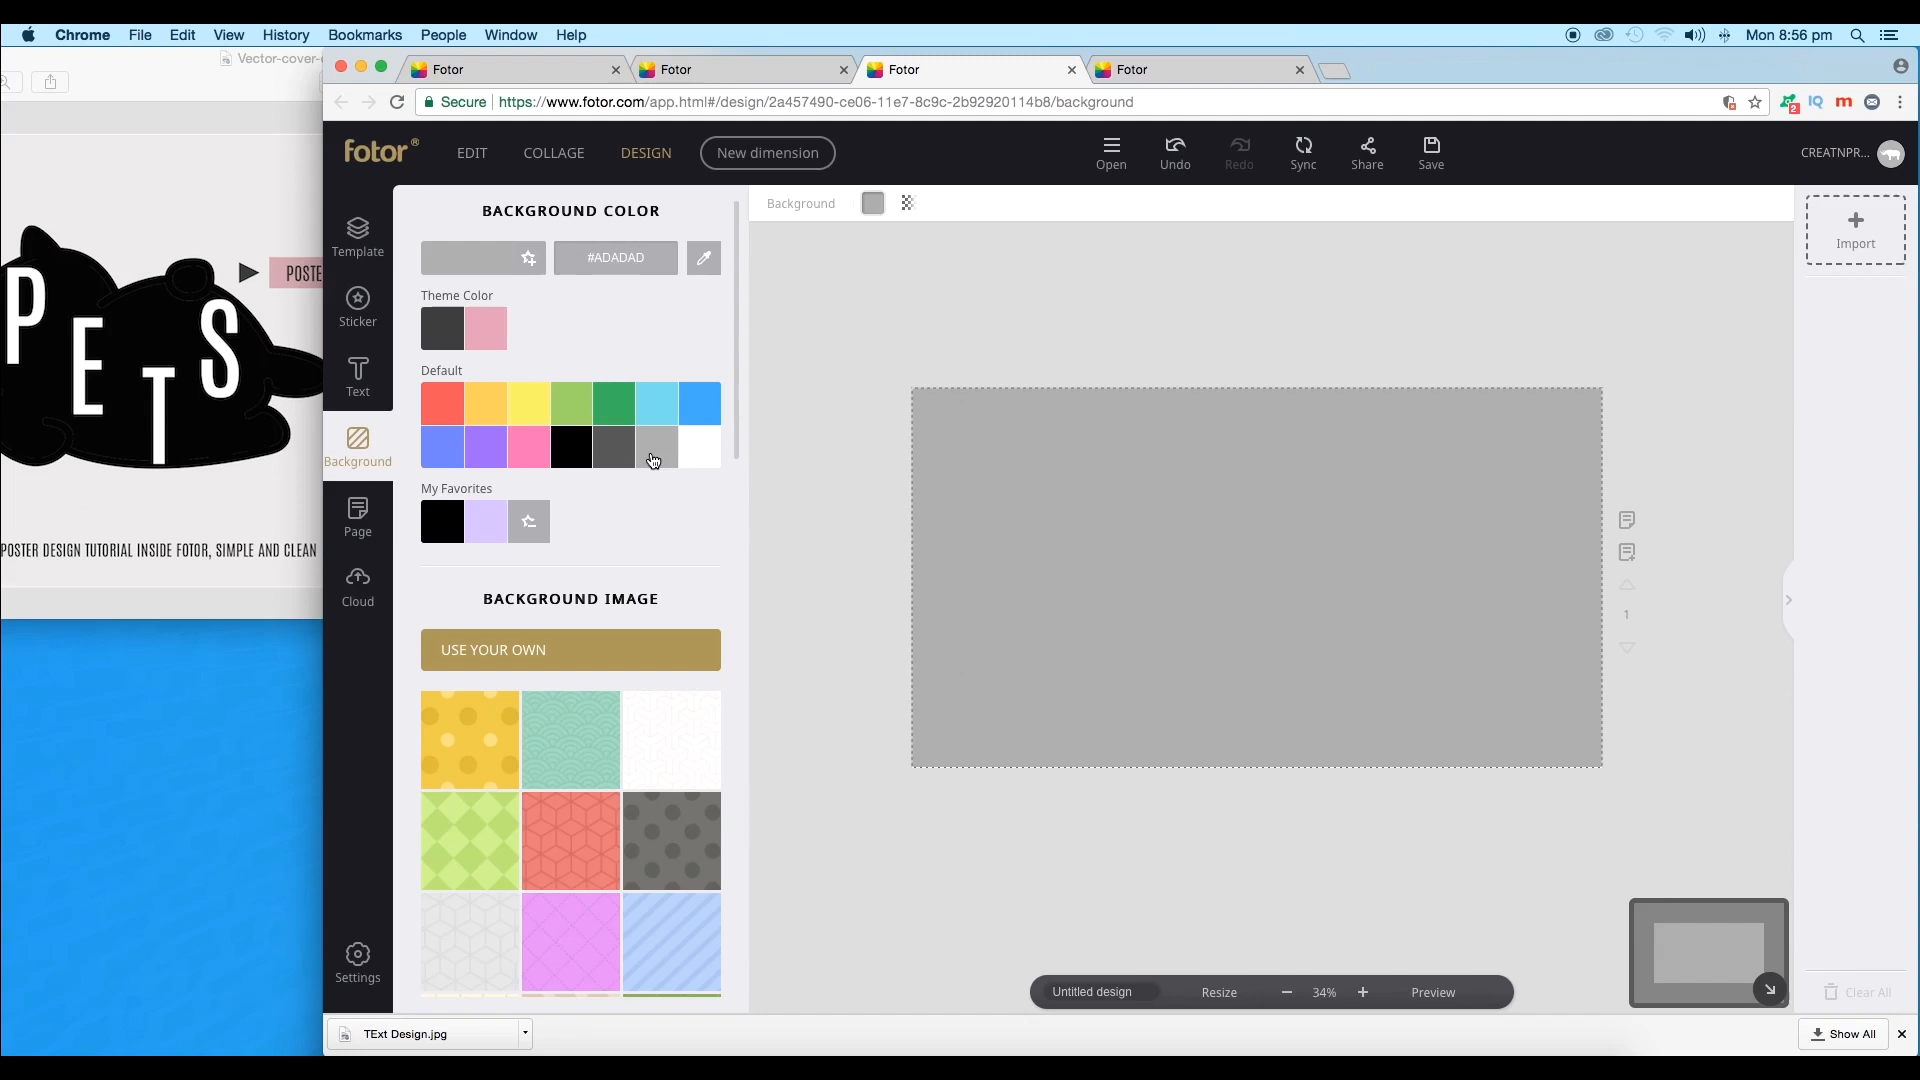 Chrome File Edit View History Bookmarks People Window Help
Mon 8:56 pm
Vector-cover-
Fotor
Fotor
Fotor
Fotor
Secure https://www.fotor.com/app.html#/design/2a457490-ce06-11e7-8c9c-2b92920114b8/background
2
IQ
m
fotor®
EDIT
COLLAGE
DESIGN
New dimension
Open
Undo
Redo
Sync
Share
Save
CREATNPR...
Template
Sticker
Text
Background
Page
Cloud
Settings
BACKGROUND COLOR
#ADADAD
Theme Color
Default
My Favorites
BACKGROUND IMAGE
USE YOUR OWN
Background
Import
1
PETS
POSTE
POSTER DESIGN TUTORIAL INSIDE FOTOR, SIMPLE AND CLEAN
Untitled design
Resize
34%
Preview
Clear All
TExt Design.jpg
Show All